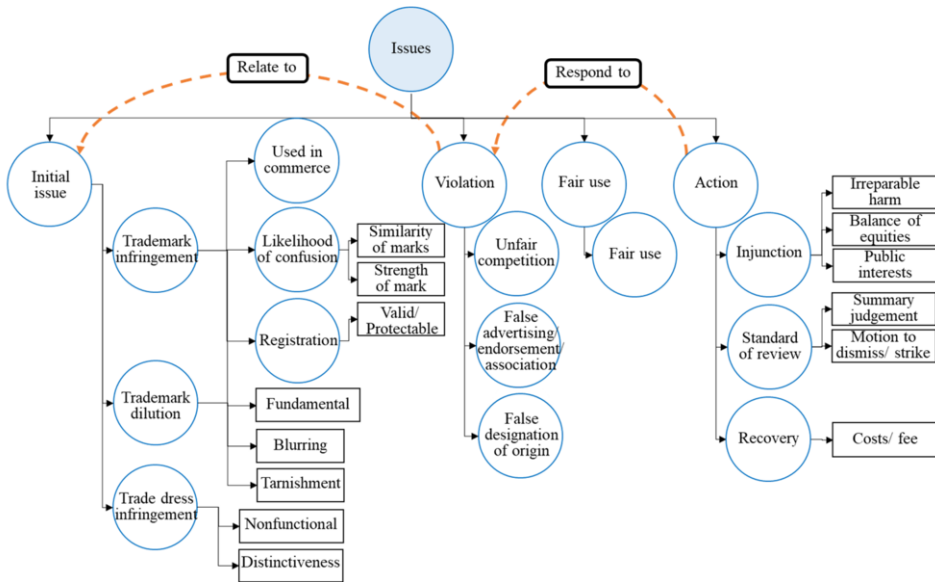 Issues
Relate to
Respond to
Initial
issue
Used in
commerce
Violation
Fair use
Action
Irreparable
harm
Balance of
equities
Public
interests
Trademark
infringement
Likelihood
of confusion
Similarity
of marks
Strength
of mark
Unfair
competition
Fair use
Injunction
Registration
Valid/
Protectable
False
advertising/
endorsement/
association
Standard
of review
Summary
judgement
Motion to
dismiss/ strike
Trademark
dilution
Fundamental
Blurring
Tarnishment
False
designation
of origin
Recovery
Costs/ fee
Trade dress
infringement
Nonfunctional
Distinctiveness